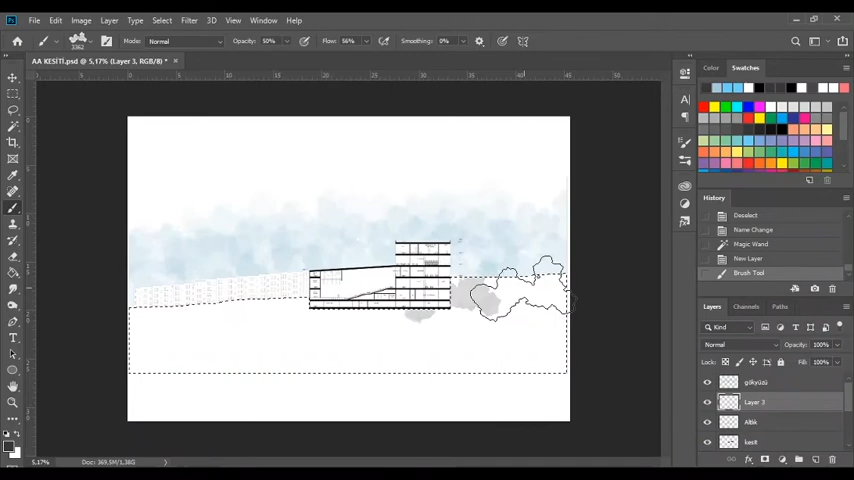 File Edit Image Layer Type Select Filter 3D View Window Help
3362 Mode: Normal Opacity: 50% Flow: 56% Smoothing: 0%
AA KESİTİ.psd @ 5,17% (Layer 3, RGB/8) * ×
Color Swatches
History
Deselect
Name Change
Magic Wand
New Layer
Brush Tool
Layers Channels Paths
Kind
Normal Opacity: 100%
Lock: Fill: 100%
gökyüzü
Layer 3
Altlık
kesit
5,17% 369,5M/1,38G